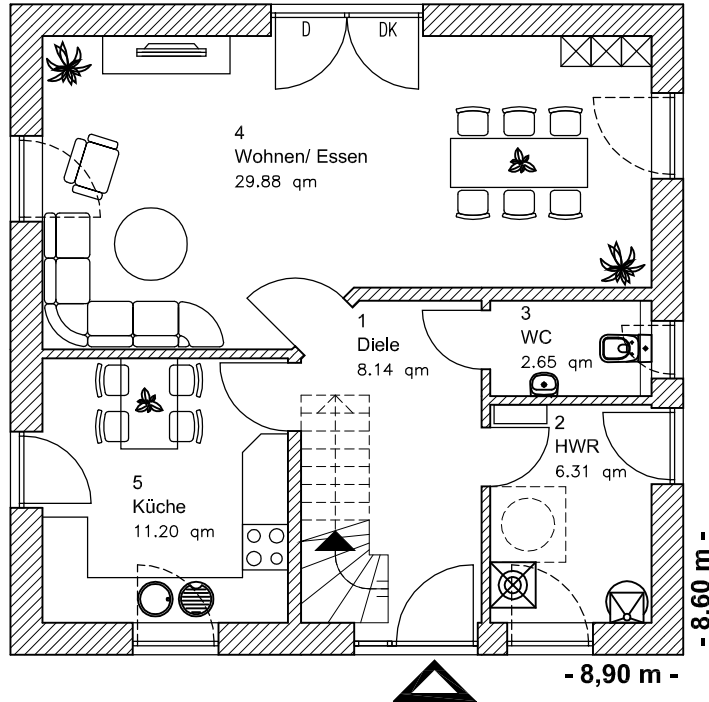 D DK
4
Wohnen/ Essen
29.88 qm
1
Diele
8.14 qm
3
WC
2.65 qm
2
HWR
6.31 qm
5
Küche
11.20 qm
- 8.60 m -
- 8,90 m -